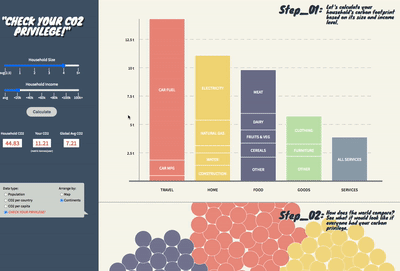 "CHECK YOUR CO2
PRIVILEGE!"
Household Size
Household Income
Calculate
Household CO2
Your CO2
Global Avg CO2
44.83
11.21
7.21
Data type:
Population
CO2 per country
CO2 per capita
CHECK YOUR PRIVILEGE!
Arrange by:
Map
Continents
Step_01:
Let's calculate your
household's carbon footprint
based on its size and income
level.
12.5 t
10 t
5 t
CAR FUEL
CAR MFG
ELECTRICITY
NATURAL GAS
WATER
CONSTRUCTION
MEAT
DAIRY
FRUITS & VEG
CEREALS
OTHER
CLOTHING
FURNITURE
OTHER
ALL SERVICES
TRAVEL
HOME
FOOD
GOODS
SERVICES
Step_02:
How does the world compare?
See what it would look like if
everyone had your carbon
privilege.